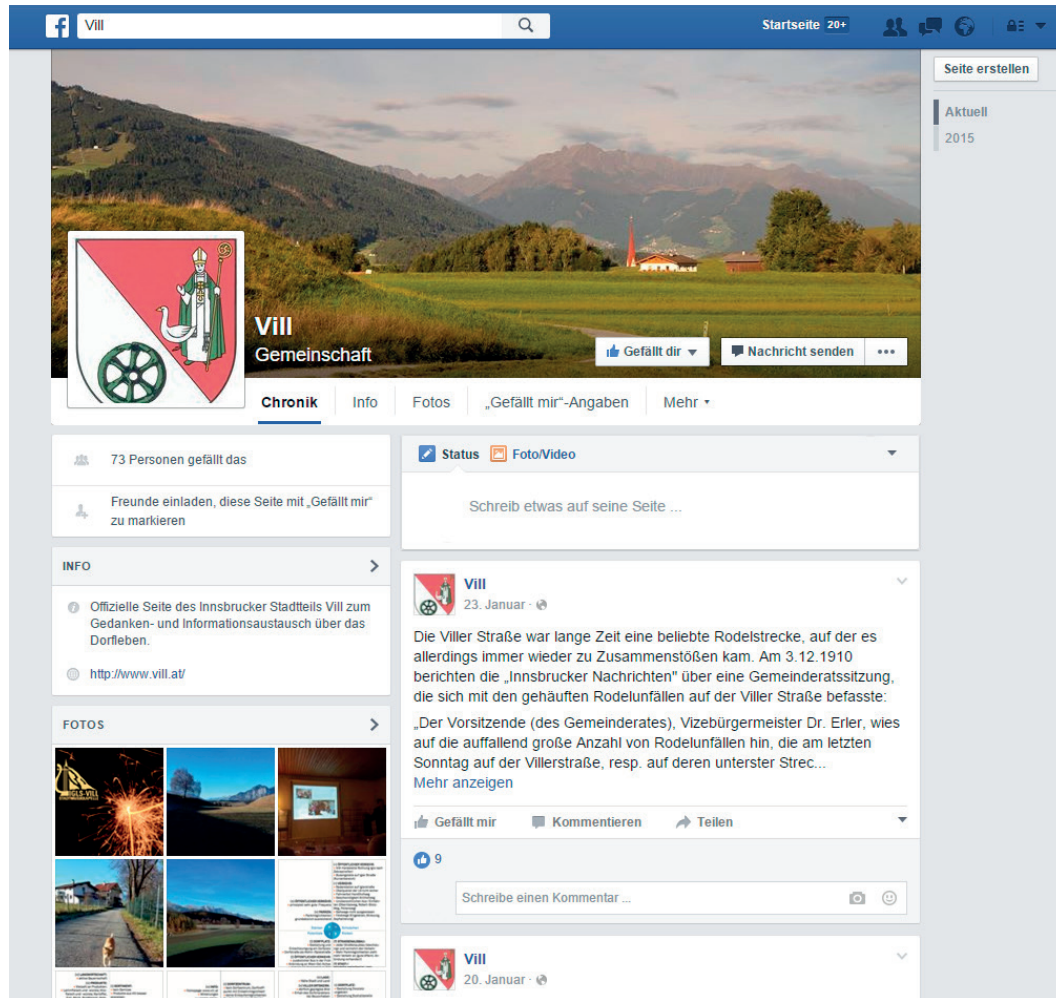 Vill
Startseite 20+
Seite erstellen
Aktuell
2015
Vill
Gemeinschaft
Gefällt dir
Nachricht senden
Chronik
Info
Fotos
„Gefällt mir“-Angaben
Mehr
73 Personen gefällt das
Freunde einladen, diese Seite mit „Gefällt mir“
zu markieren
INFO
Offizielle Seite des Innsbrucker Stadtteils Vill zum
Gedanken- und Informationsaustausch über das
Dorfleben.
http://www.vill.at/
FOTOS
IGLS-VILL
Status
Foto/Video
Schreib etwas auf seine Seite ...
Vill
23. Januar ·
Die Viller Straße war lange Zeit eine beliebte Rodelstrecke, auf der es
allerdings immer wieder zu Zusammenstößen kam. Am 3.12.1910
berichten die „Innsbrucker Nachrichten" über eine Gemeinderatssitzung,
die sich mit den gehäuften Rodelunfällen auf der Viller Straße befasste:
„Der Vorsitzende (des Gemeinderates), Vizebürgermeister Dr. Erler, wies
auf die auffallend große Anzahl von Rodelunfällen hin, die am letzten
Sonntag auf der Villerstraße, resp. auf deren unterster Strec...
Mehr anzeigen
Gefällt mir
Kommentieren
Teilen
9
Schreibe einen Kommentar ...
Vill
20. Januar ·